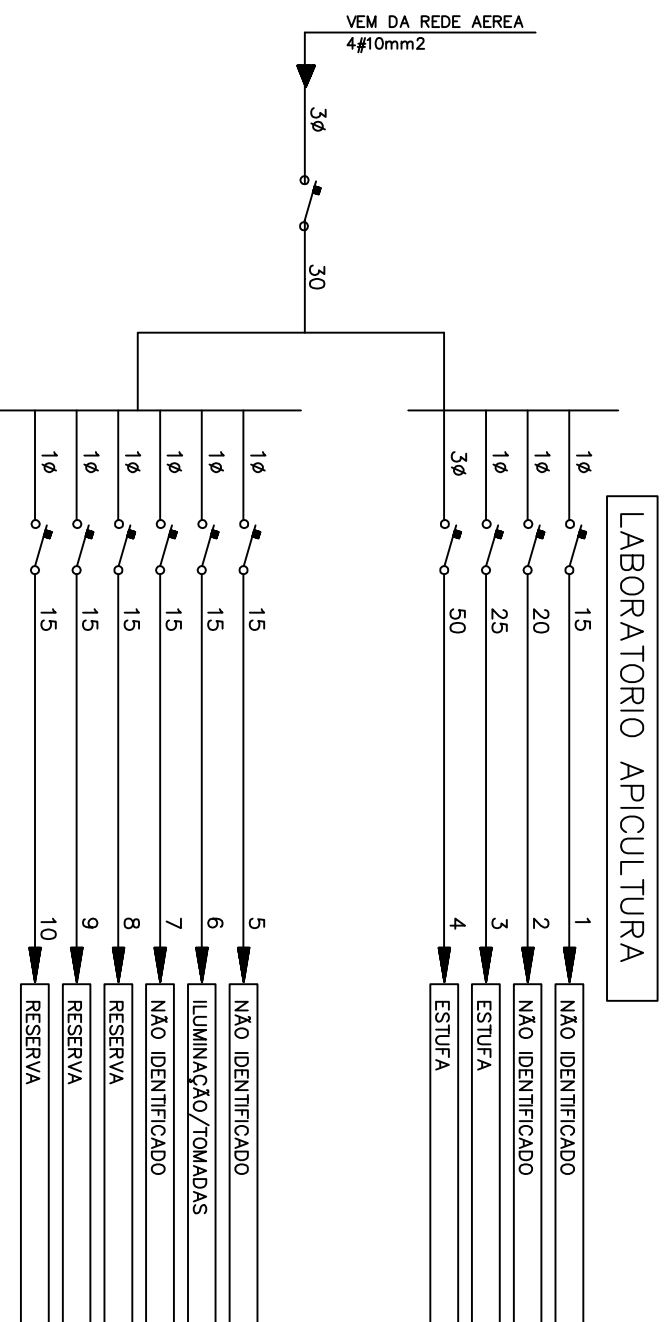 VEM DA REDE AEREA
4#10mm2
3ø
30
LABORATORIO APICULTURA
1ø 15 1 NÃO IDENTIFICADO
1ø 20 2 NÃO IDENTIFICADO
1ø 25 3 ESTUFA
3ø 50 4 ESTUFA
1ø 15 5 NÃO IDENTIFICADO
1ø 15 6 ILUMINAÇÃO/TOMADAS
1ø 15 7 NÃO IDENTIFICADO
1ø 15 8 RESERVA
1ø 15 9 RESERVA
1ø 15 10 RESERVA